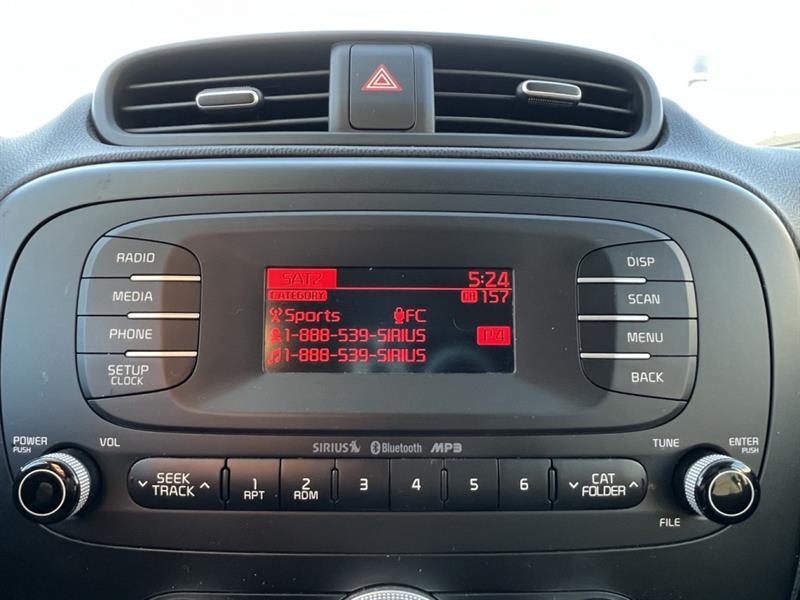 RADIO
MEDIA
PHONE
SETUP
CLOCK
SAT2 5:24
CATEGORY CH 157
Sports FC
1-888-539-SIRIUS P4
1-888-539-SIRIUS
DISP
SCAN
MENU
BACK
POWER
PUSH
VOL
SIRIUS Bluetooth MP3
TUNE
ENTER
PUSH
SEEK
TRACK
1
RPT
2
RDM
3
4
5
6
CAT
FOLDER
FILE